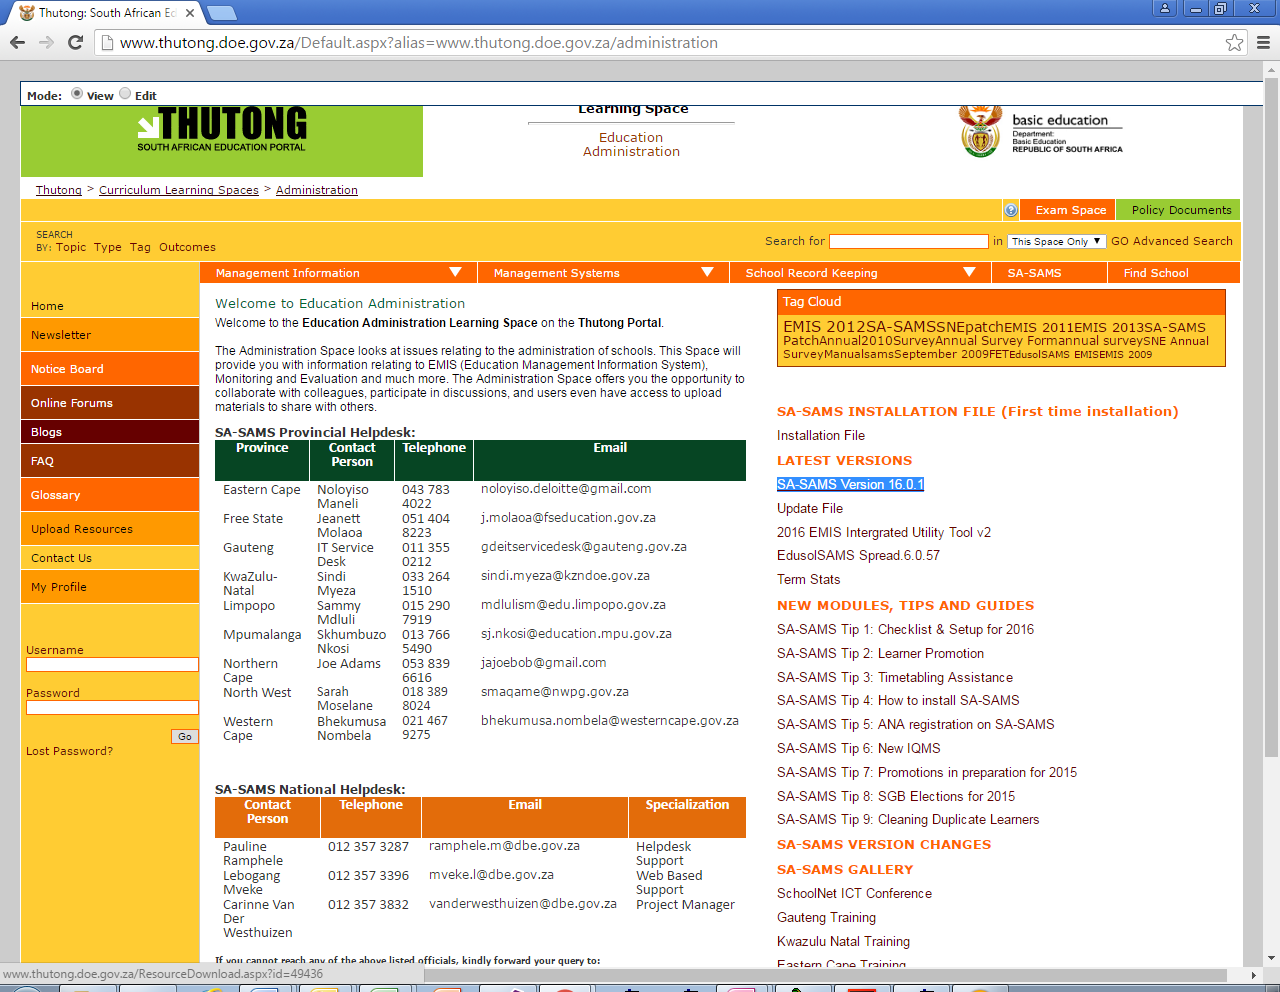 Thutong: South African Ed
www.thutong.doe.gov.za/Default.aspx?alias=www.thutong.doe.gov.za/administration
Mode: View Edit
THUTONG
SOUTH AFRICAN EDUCATION PORTAL
Learning Space
Education
Administration
basic education
Department:
Basic Education
REPUBLIC OF SOUTH AFRICA
Thutong > Curriculum Learning Spaces > Administration
? Exam Space Policy Documents
SEARCH
BY: Topic Type Tag Outcomes
Search for in This Space Only GO Advanced Search
Management Information Management Systems School Record Keeping SA-SAMS Find School
Home
Newsletter
Notice Board
Online Forums
Blogs
FAQ
Glossary
Upload Resources
Contact Us
My Profile
Username
Password
Go
Lost Password?
Welcome to Education Administration
Welcome to the Education Administration Learning Space on the Thutong Portal.
The Administration Space looks at issues relating to the administration of schools. This Space will
provide you with information relating to EMIS (Education Management Information System),
Monitoring and Evaluation and much more. The Administration Space offers you the opportunity to
collaborate with colleagues, participate in discussions, and users even have access to upload
materials to share with others.
SA-SAMS Provincial Helpdesk:
Province Contact Telephone Email
Person
Eastern Cape Noloyiso 043 783 noloyiso.deloitte@gmail.com
Maneli 4022
Free State Jeanett 051 404 j.molaoa@fseducation.gov.za
Molaoa 8223
Gauteng IT Service 011 355 gdeitservicedesk@gauteng.gov.za
Desk 0212
KwaZulu- Sindi 033 264 sindi.myeza@kzndoe.gov.za
Natal Myeza 1510
Limpopo Sammy 015 290 mdlulism@edu.limpopo.gov.za
Mdluli 7919
Mpumalanga Skhumbuzo 013 766 sj.nkosi@education.mpu.gov.za
Nkosi 5490
Northern Joe Adams 053 839 jajoebob@gmail.com
Cape 6616
North West Sarah 018 389 smaqame@nwpg.gov.za
Moselane 8024
Western Bhekumusa 021 467 bhekumusa.nombela@westerncape.gov.za
Cape Nombela 9275
SA-SAMS National Helpdesk:
Contact Telephone Email Specialization
Person
Pauline 012 357 3287 ramphele.m@dbe.gov.za Helpdesk
Ramphele Support
Lebogang 012 357 3396 mveke.l@dbe.gov.za Web Based
Mveke Support
Carinne Van 012 357 3832 vanderwesthuizen@dbe.gov.za Project Manager
Der
Westhuizen
If you cannot reach any of the above listed officials, kindly forward your query to:
Tag Cloud
EMIS 2012SA-SAMSSNEpatchEMIS 2011EMIS 2013SA-SAMS
PatchAnnual2010SurveyAnnual Survey Formannual surveySNE Annual
SurveyManualsamsSeptember 2009FETEdusolSAMS EMISEMIS 2009
SA-SAMS INSTALLATION FILE (First time installation)
Installation File
LATEST VERSIONS
SA-SAMS Version 16.0.1
Update File
2016 EMIS Intergrated Utility Tool v2
EdusolSAMS Spread.6.0.57
Term Stats
NEW MODULES, TIPS AND GUIDES
SA-SAMS Tip 1: Checklist & Setup for 2016
SA-SAMS Tip 2: Learner Promotion
SA-SAMS Tip 3: Timetabling Assistance
SA-SAMS Tip 4: How to install SA-SAMS
SA-SAMS Tip 5: ANA registration on SA-SAMS
SA-SAMS Tip 6: New IQMS
SA-SAMS Tip 7: Promotions in preparation for 2015
SA-SAMS Tip 8: SGB Elections for 2015
SA-SAMS Tip 9: Cleaning Duplicate Learners
SA-SAMS VERSION CHANGES
SA-SAMS GALLERY
SchoolNet ICT Conference
Gauteng Training
Kwazulu Natal Training
Eastern Cape Training
www.thutong.doe.gov.za/ResourceDownload.aspx?id=49436